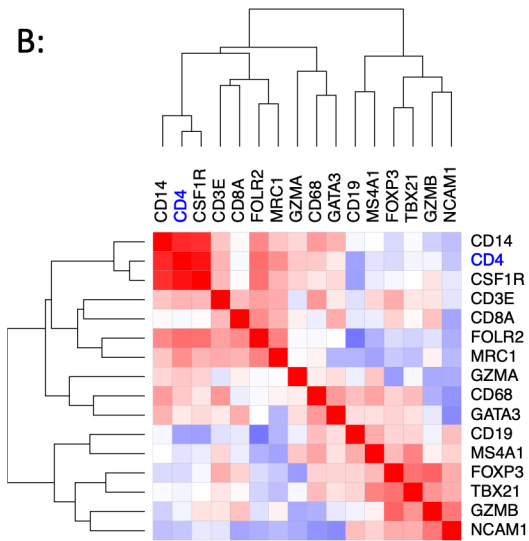 B:
CD14
CD4
CSF1R
CD3E
CD8A
FOLR2
MRC1
GZMA
CD68
GATA3
CD19
MS4A1
FOXP3
TBX21
GZMB
NCAM1
CD14
CD4
CSF1R
CD3E
CD8A
FOLR2
MRC1
GZMA
CD68
GATA3
CD19
MS4A1
FOXP3
TBX21
GZMB
NCAM1